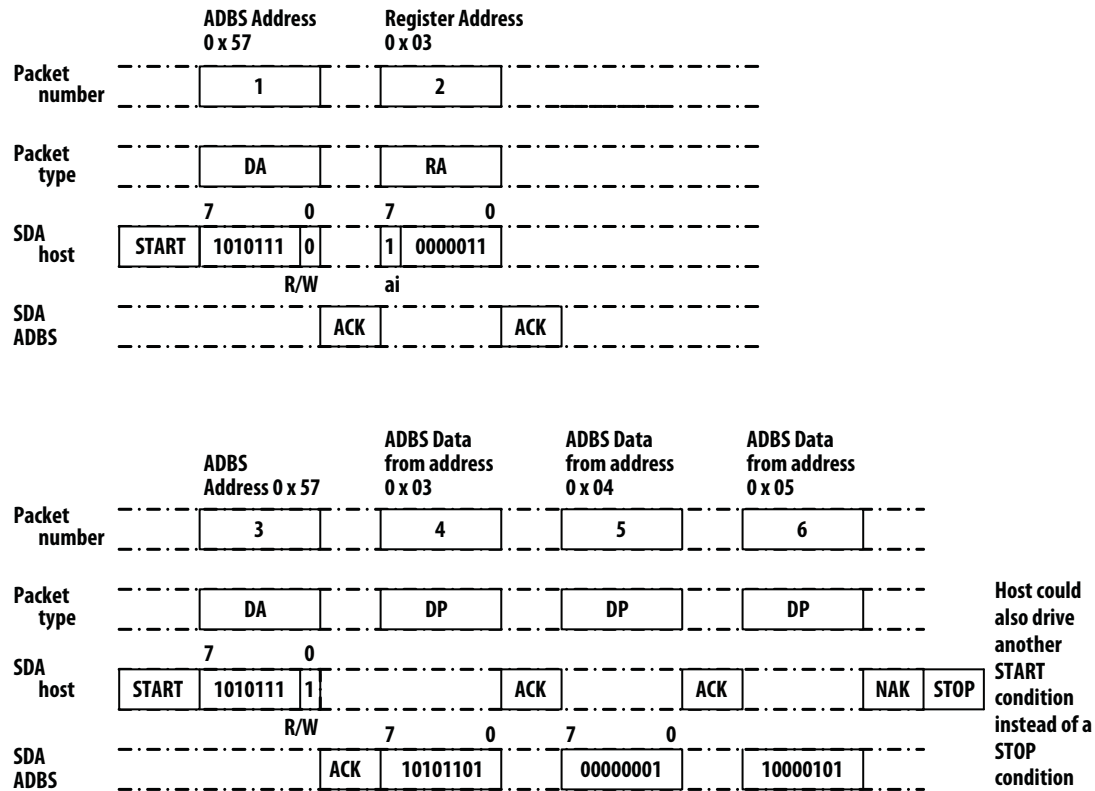 ADBS Address
0 x 57
Register Address
0 x 03
Packet
number
1
2
Packet
type
DA
RA
7 0 7 0
SDA
host
START 1010111 0 1 0000011
R/W ai
SDA
ADBS
ACK ACK
ADBS
Address 0 x 57
ADBS Data
from address
0 x 03
ADBS Data
from address
0 x 04
ADBS Data
from address
0 x 05
Packet
number
3 4 5 6
Packet
type
DA DP DP DP
7 0
SDA
host
START 1010111 1 ACK ACK NAK STOP
R/W
7 0 7 0
SDA
ADBS
ACK 10101101 00000001 10000101
Host could
also drive
another
START
condition
instead of a
STOP
condition